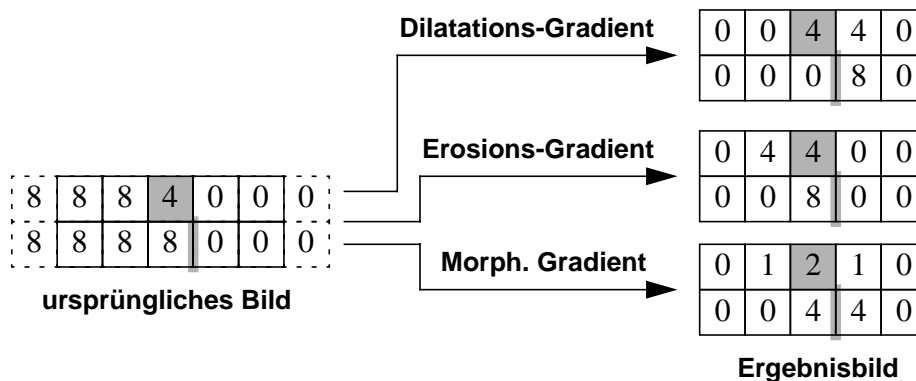 Dilatations-Gradient
0 0 4 4 0
0 0 0 8 0
Erosions-Gradient
0 4 4 0 0
0 0 8 0 0
8 8 8 4 0 0 0
8 8 8 8 0 0 0
ursprüngliches Bild
Morph. Gradient
0 1 2 1 0
0 0 4 4 0
Ergebnisbild